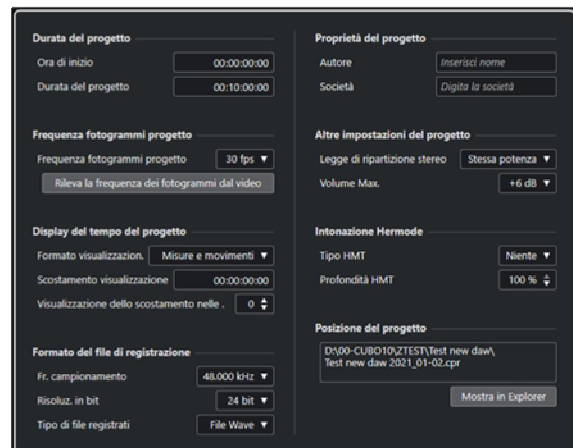 Durata del progetto
Ora di inizio 00:00:00:00
Durata del progetto 00:10:00:00
Frequenza fotogrammi progetto
Frequenza fotogrammi progetto 30 fps
Rileva la frequenza dei fotogrammi dal video
Display del tempo del progetto
Formato visualizzazion. Misure e movimenti
Scostamento visualizzazione 00:00:00:00
Visualizzazione dello scostamento nelle . 0
Formato del file di registrazione
Fr. campionamento 48.000 kHz
Risoluz. in bit 24 bit
Tipo di file registrati File Wave
Proprietà del progetto
Autore Inserisci nome
Società Digita la società
Altre impostazioni del progetto
Legge di ripartizione stereo Stessa potenza
Volume Max. +6 dB
Intonazione Hermode
Tipo HMT Niente
Profondità HMT 100 %
Posizione del progetto
D:\00-CUBO10\ZTEST\Test new daw\
Test new daw 2021_01-02.cpr
Mostra in Explorer